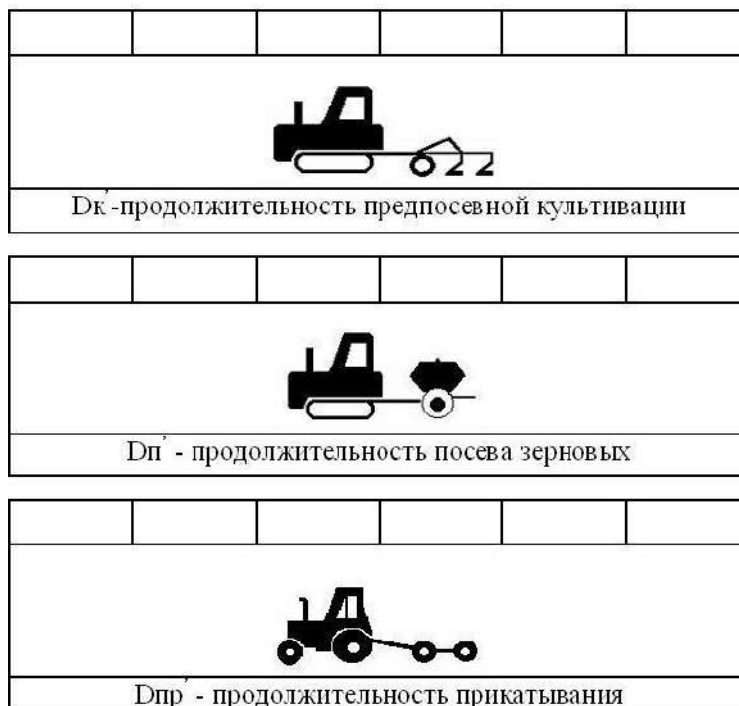 Dк'-продолжительность предпосевной культивации
Dп' - продолжительность посева зерновых
Dпр' - продолжительность прикатывания